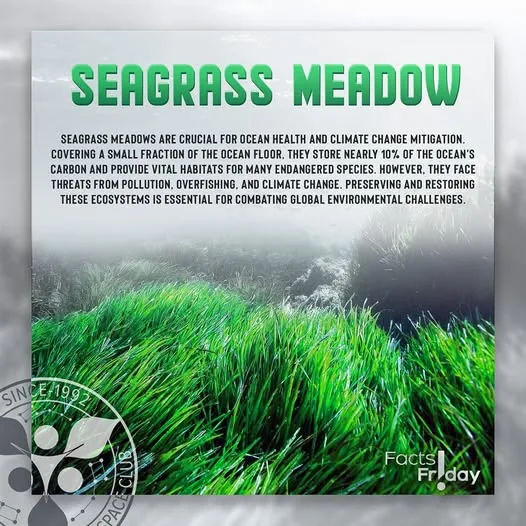 SEAGRASS MEADOW
SEAGRASS MEADOWS ARE CRUCIAL FOR OCEAN HEALTH AND CLIMATE CHANGE MITIGATION.
COVERING A SMALL FRACTION OF THE OCEAN FLOOR, THEY STORE NEARLY 10% OF THE OCEAN'S
CARBON AND PROVIDE VITAL HABITATS FOR MANY ENDANGERED SPECIES. HOWEVER, THEY FACE
THREATS FROM POLLUTION, OVERFISHING, AND CLIMATE CHANGE. PRESERVING AND RESTORING
THESE ECOSYSTEMS IS ESSENTIAL FOR COMBATING GLOBAL ENVIRONMENTAL CHALLENGES.
SINCE-1992
SPACE CLUB
Facts
Fr!day